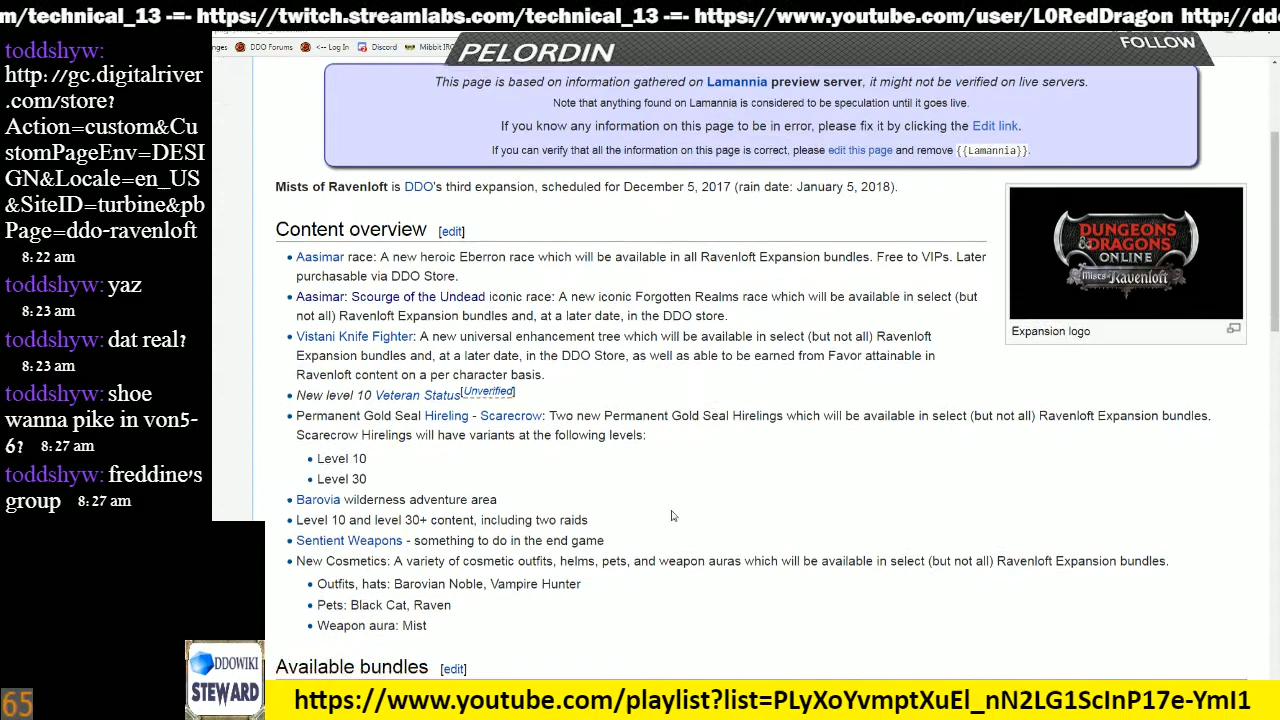 m/technical_13 -=- https://twitch.streamlabs.com/technical_13 -=- https://www.youtube.com/user/L0RedDragon http://ddo
toddshyw:
http://gc.digitalriver
.com/store?
Action=custom&Cu
stomPageEnv=DESI
GN&Locale=en_US
&SiteID=turbine&pb
Page=ddo-ravenloft
8:22 am
toddshyw: yaz
8:23 am
toddshyw: dat real?
8:23 am
toddshyw: shoe
wanna pike in von5-
6? 8:27 am
toddshyw: freddine's
group 8:27 am
nges DDO Forums <-- Log In Discord Mibbit IR
PELORDIN
FOLLOW
This page is based on information gathered on Lamannia preview server, it might not be verified on live servers.
Note that anything found on Lamannia is considered to be speculation until it goes live.
If you know any information on this page to be in error, please fix it by clicking the Edit link.
If you can verify that all the information on this page is correct, please edit this page and remove {{Lamannia}}.
Mists of Ravenloft is DDO's third expansion, scheduled for December 5, 2017 (rain date: January 5, 2018).
Content overview [edit]
• Aasimar race: A new heroic Eberron race which will be available in all Ravenloft Expansion bundles. Free to VIPs. Later
purchasable via DDO Store.
• Aasimar: Scourge of the Undead iconic race: A new iconic Forgotten Realms race which will be available in select (but
not all) Ravenloft Expansion bundles and, at a later date, in the DDO store.
• Vistani Knife Fighter: A new universal enhancement tree which will be available in select (but not all) Ravenloft
Expansion bundles and, at a later date, in the DDO Store, as well as able to be earned from Favor attainable in
Ravenloft content on a per character basis.
• New level 10 Veteran Status[Unverified]
• Permanent Gold Seal Hireling - Scarecrow: Two new Permanent Gold Seal Hirelings which will be available in select (but not all) Ravenloft Expansion bundles.
Scarecrow Hirelings will have variants at the following levels:
• Level 10
• Level 30
• Barovia wilderness adventure area
• Level 10 and level 30+ content, including two raids
• Sentient Weapons - something to do in the end game
• New Cosmetics: A variety of cosmetic outfits, helms, pets, and weapon auras which will be available in select (but not all) Ravenloft Expansion bundles.
• Outfits, hats: Barovian Noble, Vampire Hunter
• Pets: Black Cat, Raven
• Weapon aura: Mist
Available bundles [edit]
DUNGEONS
& DRAGONS
ONLINE
Mists of Ravenloft
Expansion logo
DDOWIKI
STEWARD
65
https://www.youtube.com/playlist?list=PLyXoYvmptXuEl_nN2LG1ScInP17e-YmI1